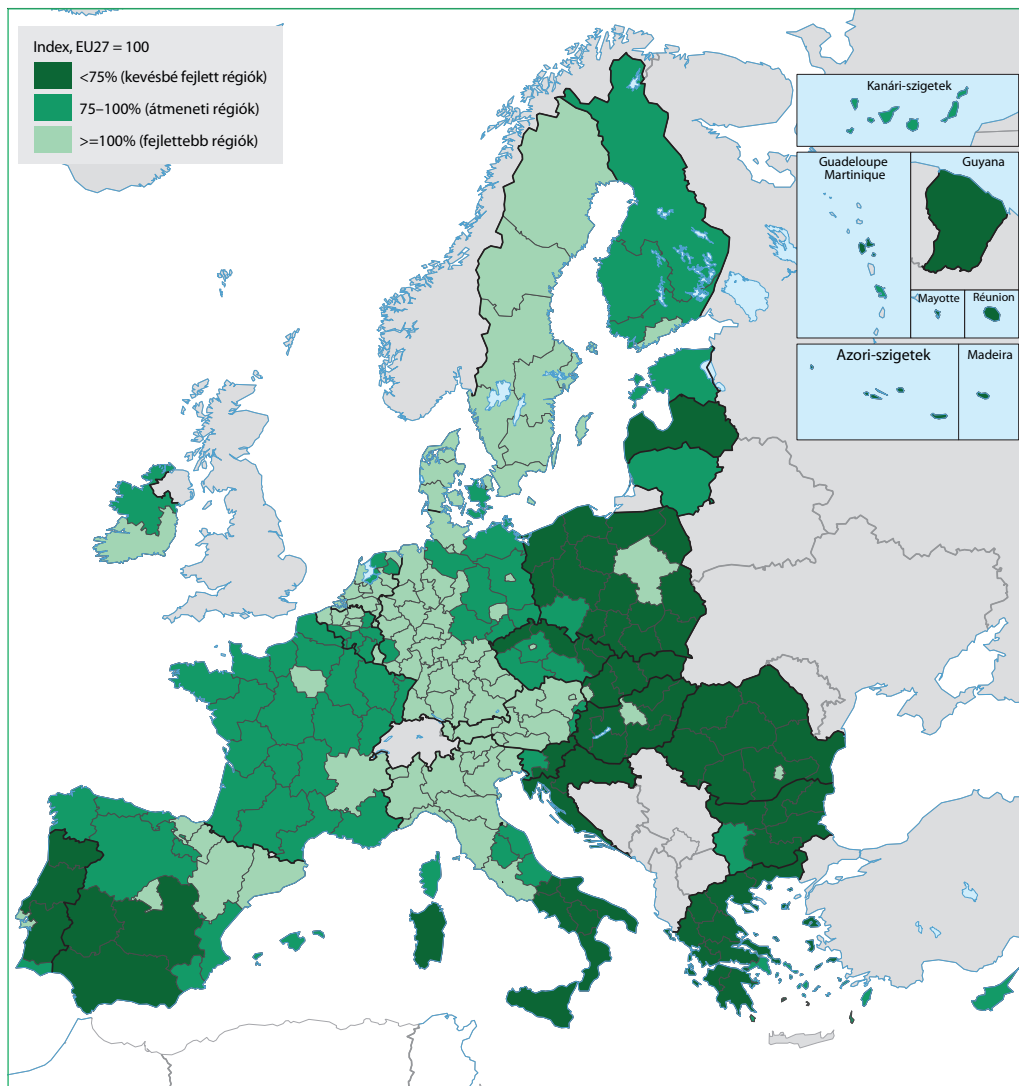 Index, EU27 = 100
<75% (kevésbé fejlett régiók)
75–100% (átmeneti régiók)
>=100% (fejlettebb régiók)
Kanári-szigetek
Guadeloupe
Martinique
Guyana
Mayotte
Réunion
Azori-szigetek
Madeira